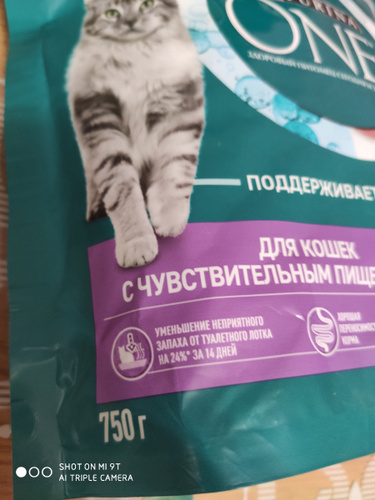 ONE
ПОДДЕРЖИВАЕТ
ДЛЯ КОШЕК
С ЧУВСТВИТЕЛЬНЫМ ПИЩЕ
УМЕНЬШЕНИЕ НЕПРИЯТНОГО
ЗАПАХА ОТ ТУАЛЕТНОГО ЛОТКА
НА 24%* ЗА 14 ДНЕЙ
ХОРОШАЯ
ПЕРЕНОСИМОСТЬ
КОРМА
750 г
SHOT ON MI 9T
AI TRIPLE CAMERA